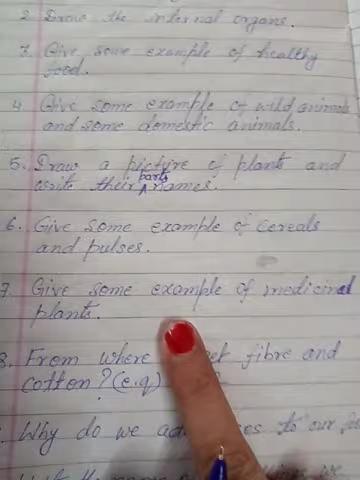 2. Draw the internal organs.
3. Give some example of healthy
food.
4. Give some example of wild animals
and some domestic animals.
5. Draw a picture of plants and
write their parts names.
6. Give some example of cereals
and pulses.
7. Give some example of medicinal
plants.
8. From where get fibre and
cotton? (e.g)
Why do we to our